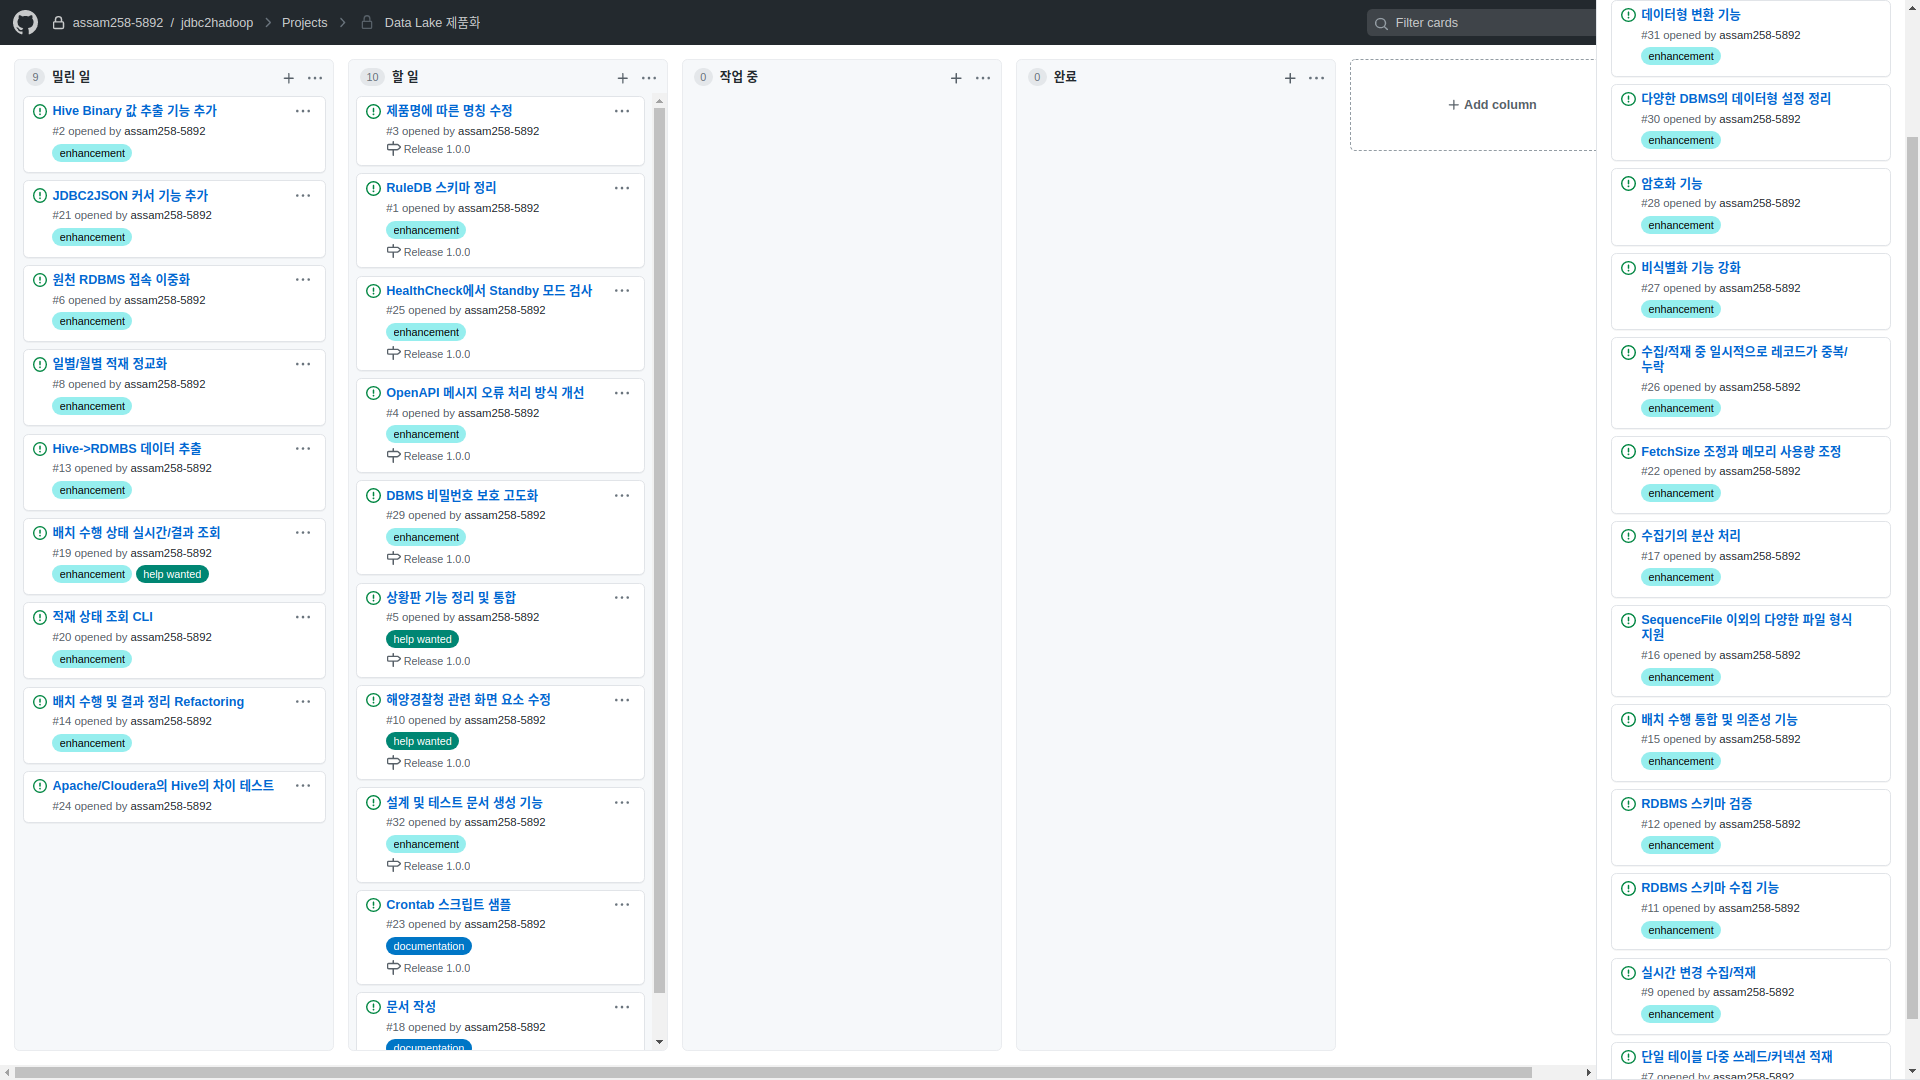 assam258-5892 / jdbc2hadoop Projects Data Lake 제품화
Filter cards
9 밀린 일
Hive Binary 값 추출 기능 추가
#2 opened by assam258-5892
enhancement
JDBC2JSON 커서 기능 추가
#21 opened by assam258-5892
enhancement
원천 RDBMS 접속 이중화
#6 opened by assam258-5892
enhancement
일별/월별 적재 정교화
#8 opened by assam258-5892
enhancement
Hive->RDMBS 데이터 추출
#13 opened by assam258-5892
enhancement
배치 수행 상태 실시간/결과 조회
#19 opened by assam258-5892
enhancement help wanted
적재 상태 조회 CLI
#20 opened by assam258-5892
enhancement
배치 수행 및 결과 정리 Refactoring
#14 opened by assam258-5892
enhancement
Apache/Cloudera의 Hive의 차이 테스트
#24 opened by assam258-5892
10 할 일
제품명에 따른 명칭 수정
#3 opened by assam258-5892
Release 1.0.0
RuleDB 스키마 정리
#1 opened by assam258-5892
enhancement
Release 1.0.0
HealthCheck에서 Standby 모드 검사
#25 opened by assam258-5892
enhancement
Release 1.0.0
OpenAPI 메시지 오류 처리 방식 개선
#4 opened by assam258-5892
enhancement
Release 1.0.0
DBMS 비밀번호 보호 고도화
#29 opened by assam258-5892
enhancement
Release 1.0.0
상황판 기능 정리 및 통합
#5 opened by assam258-5892
help wanted
Release 1.0.0
해양경찰청 관련 화면 요소 수정
#10 opened by assam258-5892
help wanted
Release 1.0.0
설계 및 테스트 문서 생성 기능
#32 opened by assam258-5892
enhancement
Release 1.0.0
Crontab 스크립트 샘플
#23 opened by assam258-5892
documentation
Release 1.0.0
문서 작성
#18 opened by assam258-5892
documentation
0 작업 중
0 완료
Add column
데이터형 변환 기능
#31 opened by assam258-5892
enhancement
다양한 DBMS의 데이터형 설정 정리
#30 opened by assam258-5892
enhancement
암호화 기능
#28 opened by assam258-5892
enhancement
비식별화 기능 강화
#27 opened by assam258-5892
enhancement
수집/적재 중 일시적으로 레코드가 중복/
누락
#26 opened by assam258-5892
enhancement
FetchSize 조정과 메모리 사용량 조정
#22 opened by assam258-5892
enhancement
수집기의 분산 처리
#17 opened by assam258-5892
enhancement
SequenceFile 이외의 다양한 파일 형식
지원
#16 opened by assam258-5892
enhancement
배치 수행 통합 및 의존성 기능
#15 opened by assam258-5892
enhancement
RDBMS 스키마 검증
#12 opened by assam258-5892
enhancement
RDBMS 스키마 수집 기능
#11 opened by assam258-5892
enhancement
실시간 변경 수집/적재
#9 opened by assam258-5892
enhancement
단일 테이블 다중 쓰레드/커넥션 적재
#7 opened by assam258-5892